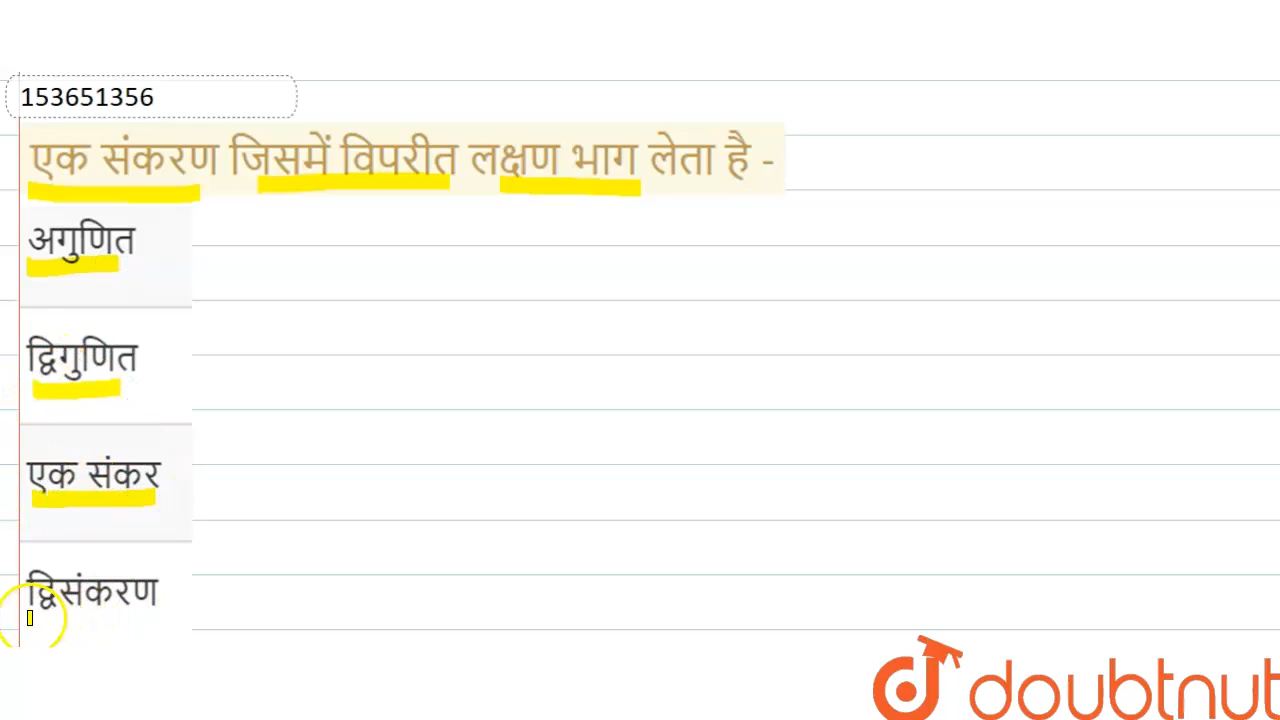 153651356
एक संकरण जिसमें विपरीत लक्षण भाग लेता है -
अगुणित
द्विगुणित
एक संकर
द्विसंकरण
doubtnut